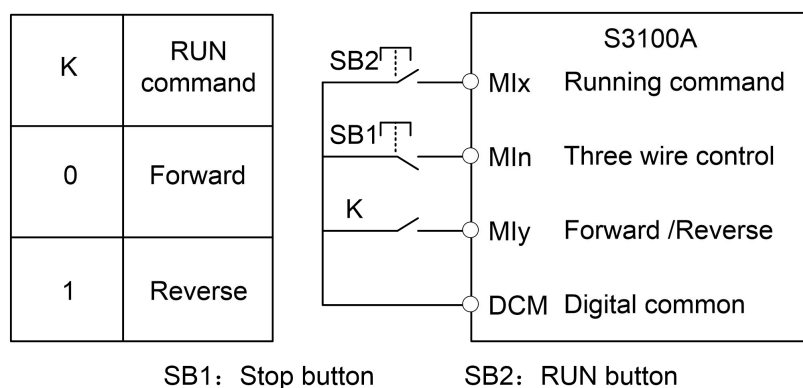 K
RUN
command
0
Forward
1
Reverse
S3100A
SB2
MIx Running command
SB1
MIn Three wire control
K
MIy Forward /Reverse
DCM Digital common
SB1: Stop button SB2: RUN button